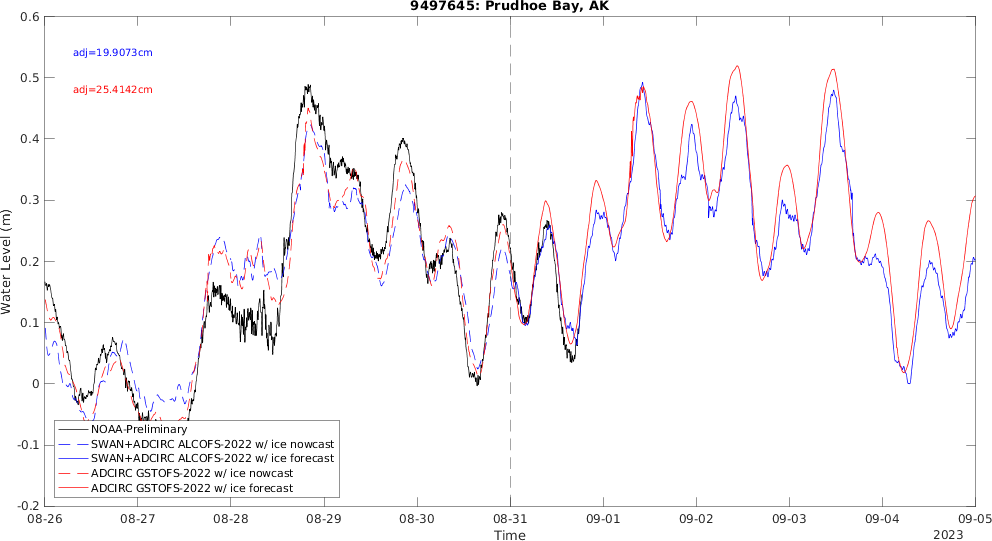 9497645: Prudhoe Bay, AK
0.6
adj=19.9073cm
0.5
adj=25.4142cm
0.4
0.3
0.2
0.1
0
-0.1
-0.2
Water Level (m)
NOAA-Preliminary
SWAN+ADCIRC ALCOFS-2022 w/ ice nowcast
SWAN+ADCIRC ALCOFS-2022 w/ ice forecast
ADCIRC GSTOFS-2022 w/ ice nowcast
ADCIRC GSTOFS-2022 w/ ice forecast
08-26 08-27 08-28 08-29 08-30 08-31 09-01 09-02 09-03 09-04 09-05
Time
2023